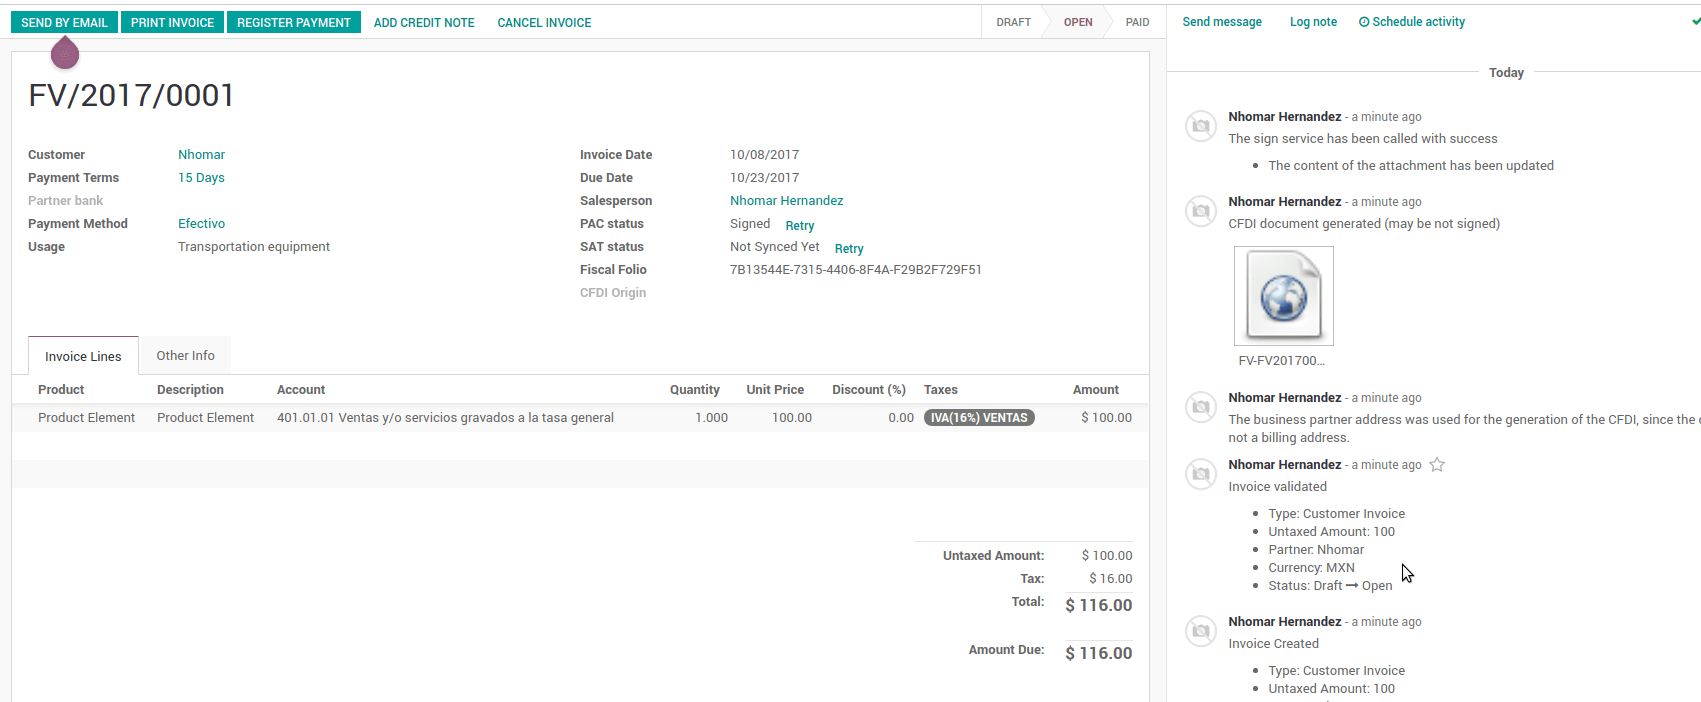 SEND BY EMAIL PRINT INVOICE REGISTER PAYMENT ADD CREDIT NOTE CANCEL INVOICE DRAFT OPEN PAID
FV/2017/0001
Customer Nhomar
Payment Terms 15 Days
Partner bank
Payment Method Efectivo
Usage Transportation equipment
Invoice Date 10/08/2017
Due Date 10/23/2017
Salesperson Nhomar Hernandez
PAC status Signed Retry
SAT status Not Synced Yet Retry
Fiscal Folio 7B13544E-7315-4406-8F4A-F29B2F729F51
CFDI Origin
Invoice Lines Other Info
Product Description Account Quantity Unit Price Discount (%) Taxes Amount
Product Element Product Element 401.01.01 Ventas y/o servicios gravados a la tasa general 1.000 100.00 0.00 IVA(16%) VENTAS $ 100.00
Untaxed Amount: $ 100.00
Tax: $ 16.00
Total: $ 116.00
Amount Due: $ 116.00
Send message Log note Schedule activity
Today
Nhomar Hernandez - a minute ago
The sign service has been called with success
• The content of the attachment has been updated
Nhomar Hernandez - a minute ago
CFDI document generated (may be not signed)
FV-FV201700...
Nhomar Hernandez - a minute ago
The business partner address was used for the generation of the CFDI, since the
not a billing address.
Nhomar Hernandez - a minute ago
Invoice validated
• Type: Customer Invoice
• Untaxed Amount: 100
• Partner: Nhomar
• Currency: MXN
• Status: Draft → Open
Nhomar Hernandez - a minute ago
Invoice Created
• Type: Customer Invoice
• Untaxed Amount: 100